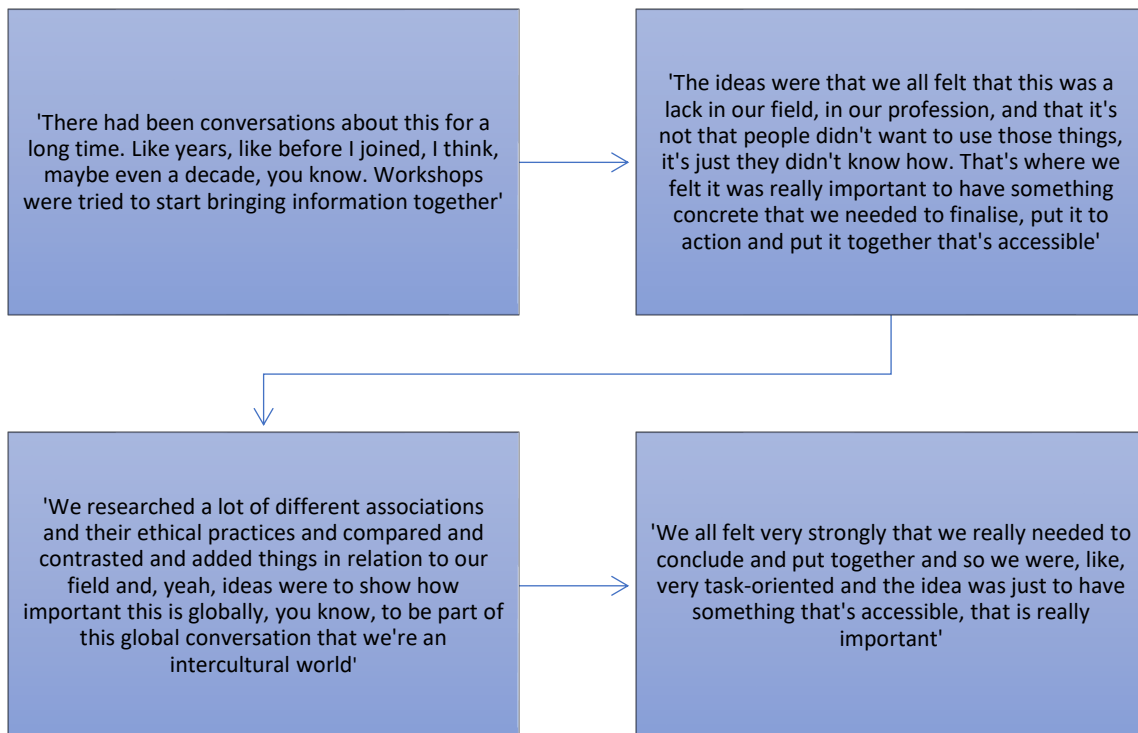 'There had been conversations about this for a
long time. Like years, like before I joined, I think,
maybe even a decade, you know. Workshops
were tried to start bringing information together'
'The ideas were that we all felt that this was a
lack in our field, in our profession, and that it's
not that people didn't want to use those things,
it's just they didn't know how. That's where we
felt it was really important to have something
concrete that we needed to finalise, put it to
action and put it together that's accessible'
'We researched a lot of different associations
and their ethical practices and compared and
contrasted and added things in relation to our
field and, yeah, ideas were to show how
important this is globally, you know, to be part of
this global conversation that we're an
intercultural world'
'We all felt very strongly that we really needed to
conclude and put together and so we were, like,
very task-oriented and the idea was just to have
something that's accessible, that is really
important'